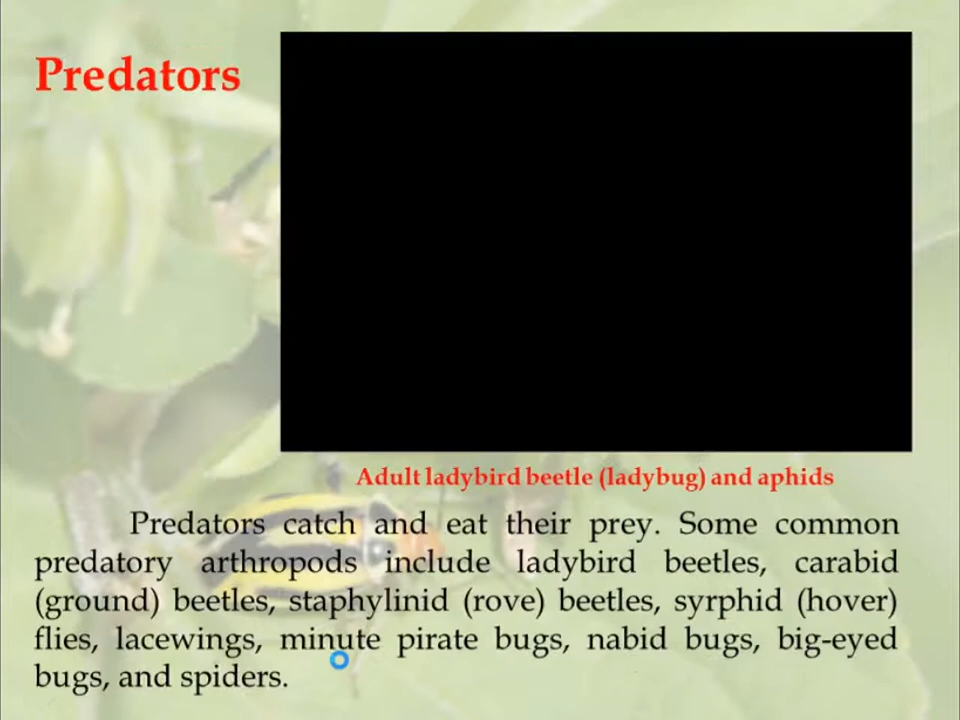 Predators
Adult ladybird beetle (ladybug) and aphids
Predators catch and eat their prey. Some common
predatory arthropods include ladybird beetles, carabid
(ground) beetles, staphylinid (rove) beetles, syrphid (hover)
flies, lacewings, minute pirate bugs, nabid bugs, big-eyed
bugs, and spiders.